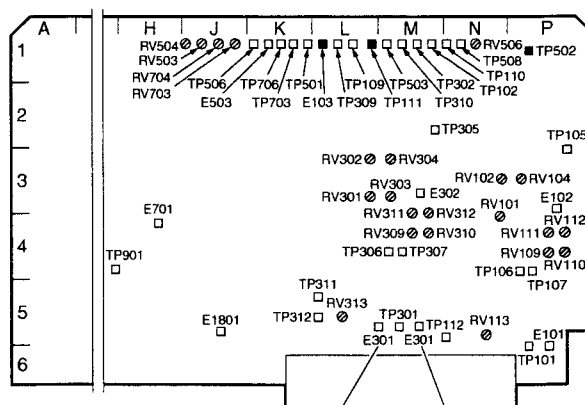 A H J K L M N P
1
RV504 RV506
TP502
RV503 TP508
RV704 TP506 TP706 TP501 TP109 TP503 TP302 TP110
RV703 E503 TP703 E103 TP309 TP111 TP310 TP102
2
TP305
TP105
RV302 RV304
3
RV303 RV102 RV104
RV301 E302 RV101 E102
E701 RV311 RV312 RV112
4
RV309 RV310 RV111
TP306 TP307 RV109
TP901 TP106 RV110
TP107
TP311
5
TP312 RV313 TP301
E1801 TP112 RV113
E301 E301 E101
TP101
6